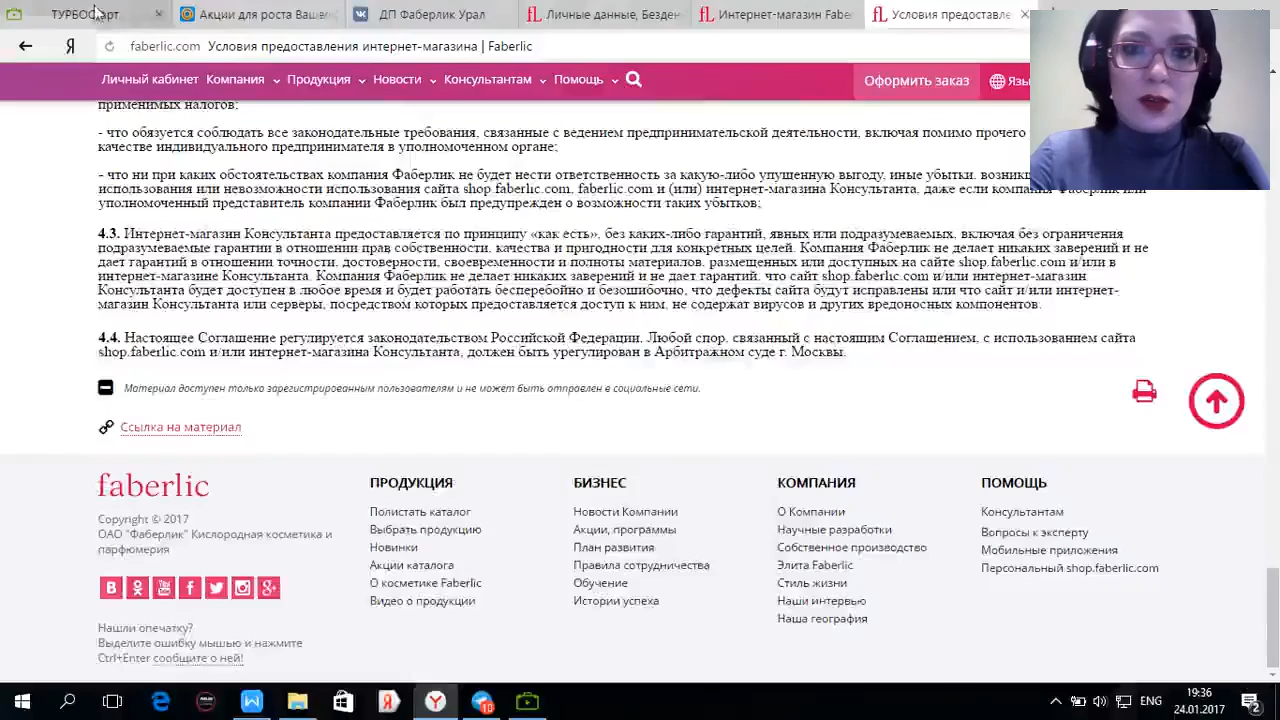 ТУРБОСтарт
Акции для роста Вашем
ДП Фаберлик Урал
Личные данные, Безден
Интернет-магазин Faber
Условия предоставле
Я
faberlic.com Условия предоставления интернет-магазина | Faberlic
Личный кабинет Компания Продукция Новости Консультантам Помощь Оформить заказ Язы
применимых налогов;
- что обязуется соблюдать все законодательные требования, связанные с ведением предпринимательской деятельности, включая помимо прочего
качестве индивидуального предпринимателя в уполномоченном органе;
- что ни при каких обстоятельствах компания Фаберлик не будет нести ответственность за какую-либо упущенную выгоду, иные убытки, возник
использования или невозможности использования сайта shop.faberlic.com, faberlic.com и (или) интернет-магазина Консультанта, даже если компания Фаберлик или
уполномоченный представитель компании Фаберлик был предупрежден о возможности таких убытков;
4.3. Интернет-магазин Консультанта предоставляется по принципу «как есть», без каких-либо гарантий, явных или подразумеваемых, включая без ограничения
подразумеваемые гарантии в отношении прав собственности, качества и пригодности для конкретных целей. Компания Фаберлик не делает никаких заверений и не
дает гарантий в отношении точности, достоверности, своевременности и полноты материалов, размещенных или доступных на сайте shop.faberlic.com и/или в
интернет-магазине Консультанта. Компания Фаберлик не делает никаких заверений и не дает гарантий, что сайт shop.faberlic.com и/или интернет-магазин
Консультанта будет доступен в любое время и будет работать бесперебойно и безошибочно, что дефекты сайта будут исправлены или что сайт и/или интернет-
магазин Консультанта или серверы, посредством которых предоставляется доступ к ним, не содержат вирусов и других вредоносных компонентов.
4.4. Настоящее Соглашение регулируется законодательством Российской Федерации. Любой спор, связанный с настоящим Соглашением, с использованием сайта
shop.faberlic.com и/или интернет-магазина Консультанта, должен быть урегулирован в Арбитражном суде г. Москвы.
Материал доступен только зарегистрированным пользователям и не может быть отправлен в социальные сети.
Ссылка на материал
faberlic
Copyright © 2017
ОАО "Фаберлик" Кислородная косметика и
парфюмерия
Нашли опечатку?
Выделите ошибку мышью и нажмите
Ctrl+Enter сообщите о ней!
ПРОДУКЦИЯ
Полистать каталог
Выбрать продукцию
Новинки
Акции каталога
О косметике Faberlic
Видео о продукции
БИЗНЕС
Новости Компании
Акции, программы
План развития
Правила сотрудничества
Обучение
Истории успеха
КОМПАНИЯ
О Компании
Научные разработки
Собственное производство
Элита Faberlic
Стиль жизни
Наши интервью
Наша география
ПОМОЩЬ
Консультантам
Вопросы к эксперту
Мобильные приложения
Персональный shop.faberlic.com
10
ENG
19:36
24.01.2017
2